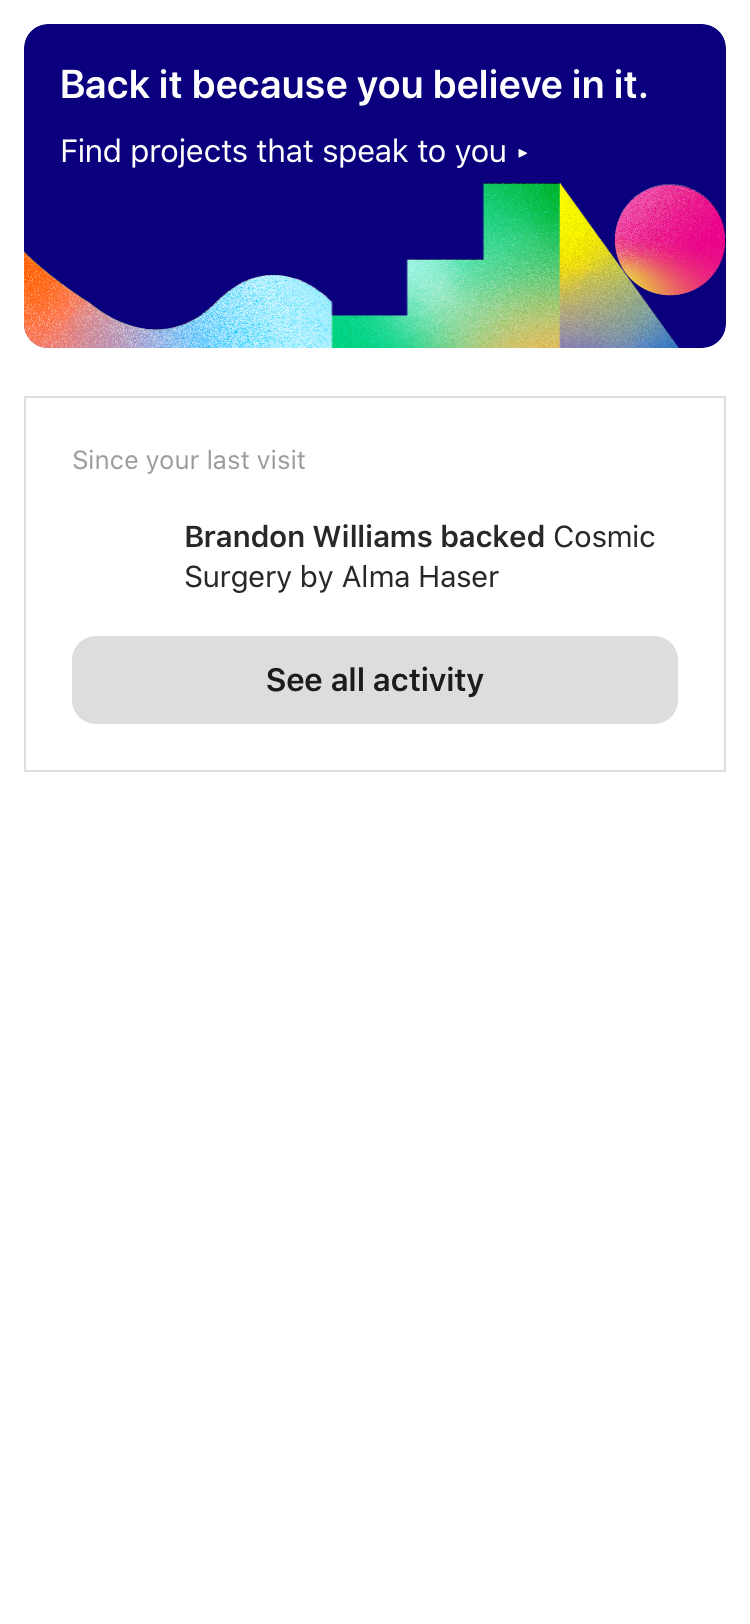 Back it because you believe in it.
Find projects that speak to you ▸
Since your last visit
Brandon Williams backed Cosmic
Surgery by Alma Haser
See all activity